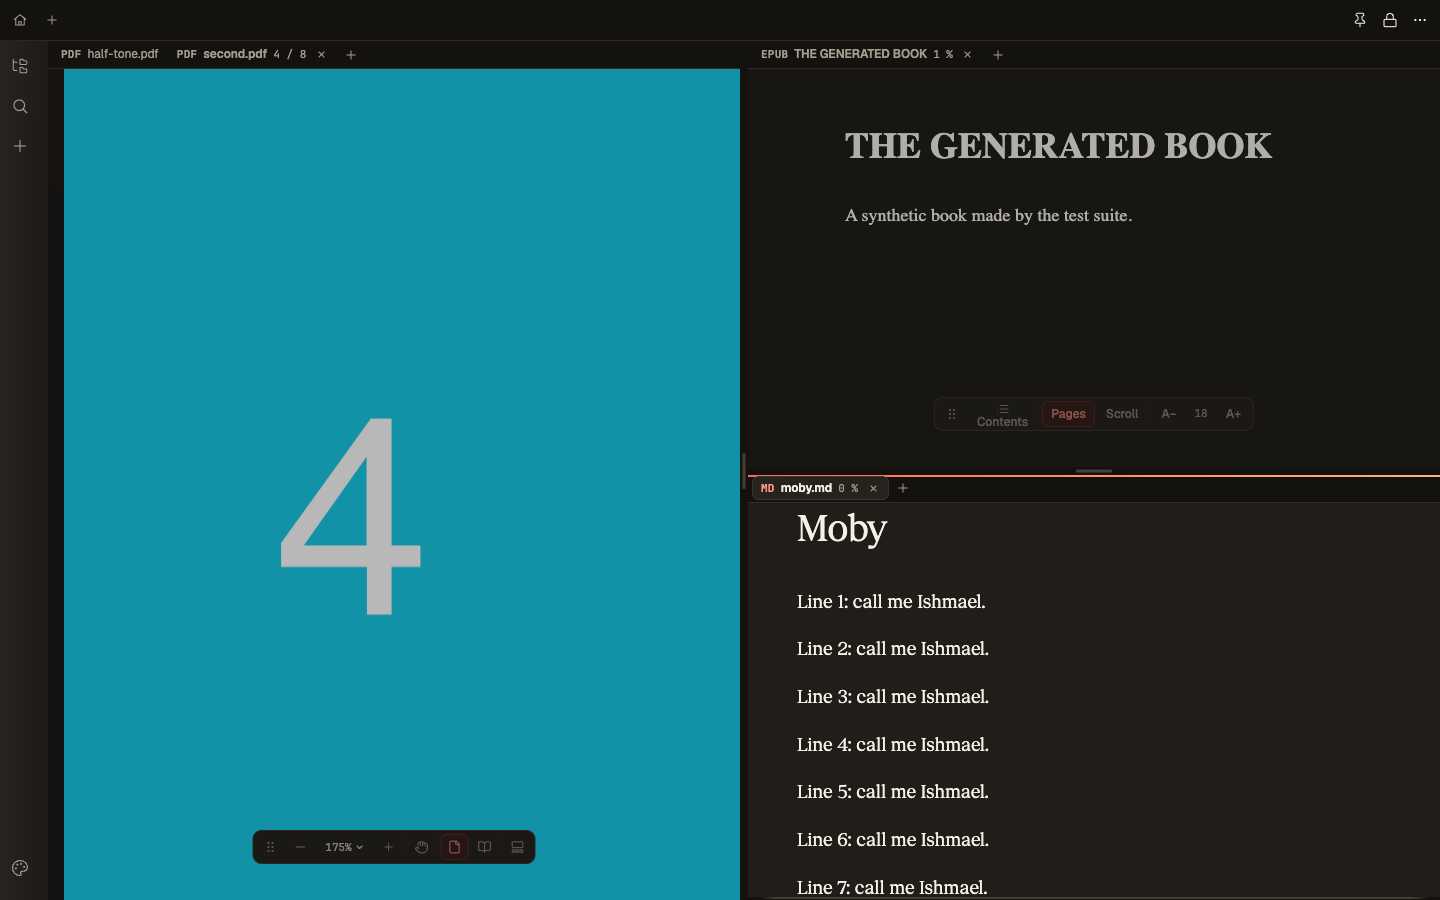 PDF half-tone.pdf PDF second.pdf 4 / 8
4
175%
EPUB THE GENERATED BOOK 1 %
THE GENERATED BOOK
A synthetic book made by the test suite.
Contents Pages Scroll A− 18 A+
MD moby.md 0 %
Moby
Line 1: call me Ishmael.
Line 2: call me Ishmael.
Line 3: call me Ishmael.
Line 4: call me Ishmael.
Line 5: call me Ishmael.
Line 6: call me Ishmael.
Line 7: call me Ishmael.